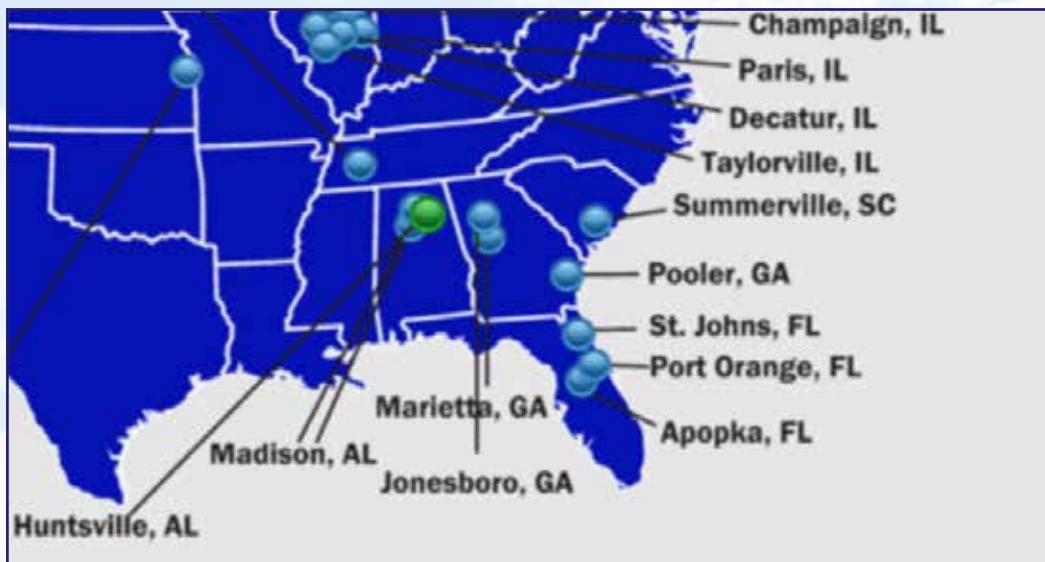 Champaign, IL
Paris, IL
Decatur, IL
Taylorville, IL
Summerville, SC
Pooler, GA
St. Johns, FL
Port Orange, FL
Marietta, GA
Apopka, FL
Madison, AL
Jonesboro, GA
Huntsville, AL